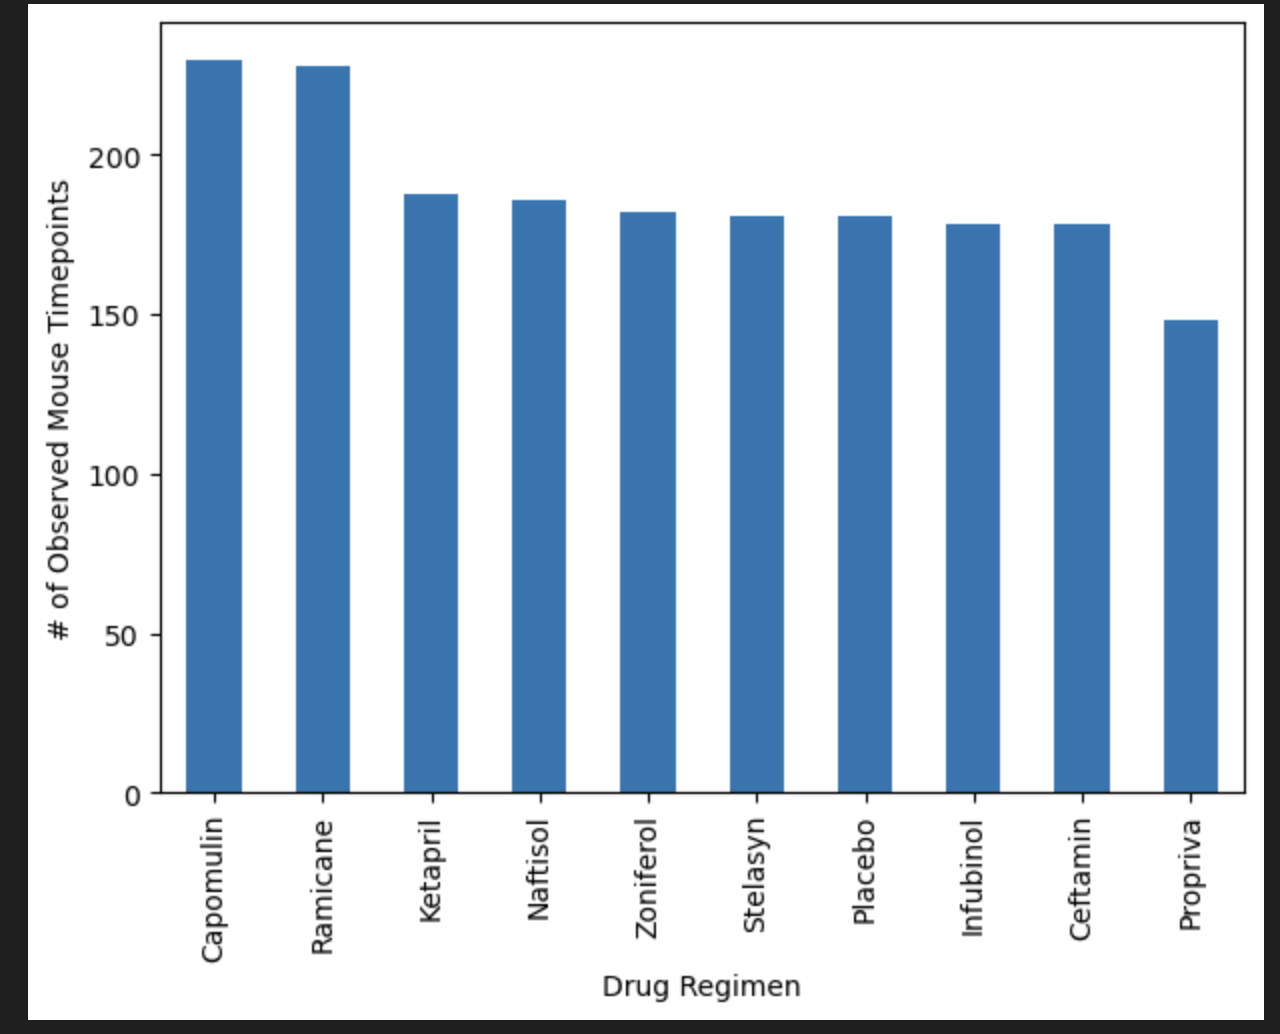 # of Observed Mouse Timepoints
200
150
100
50
0
Capomulin
Ramicane
Ketapril
Naftisol
Zoniferol
Stelasyn
Placebo
Infubinol
Ceftamin
Propriva
Drug Regimen